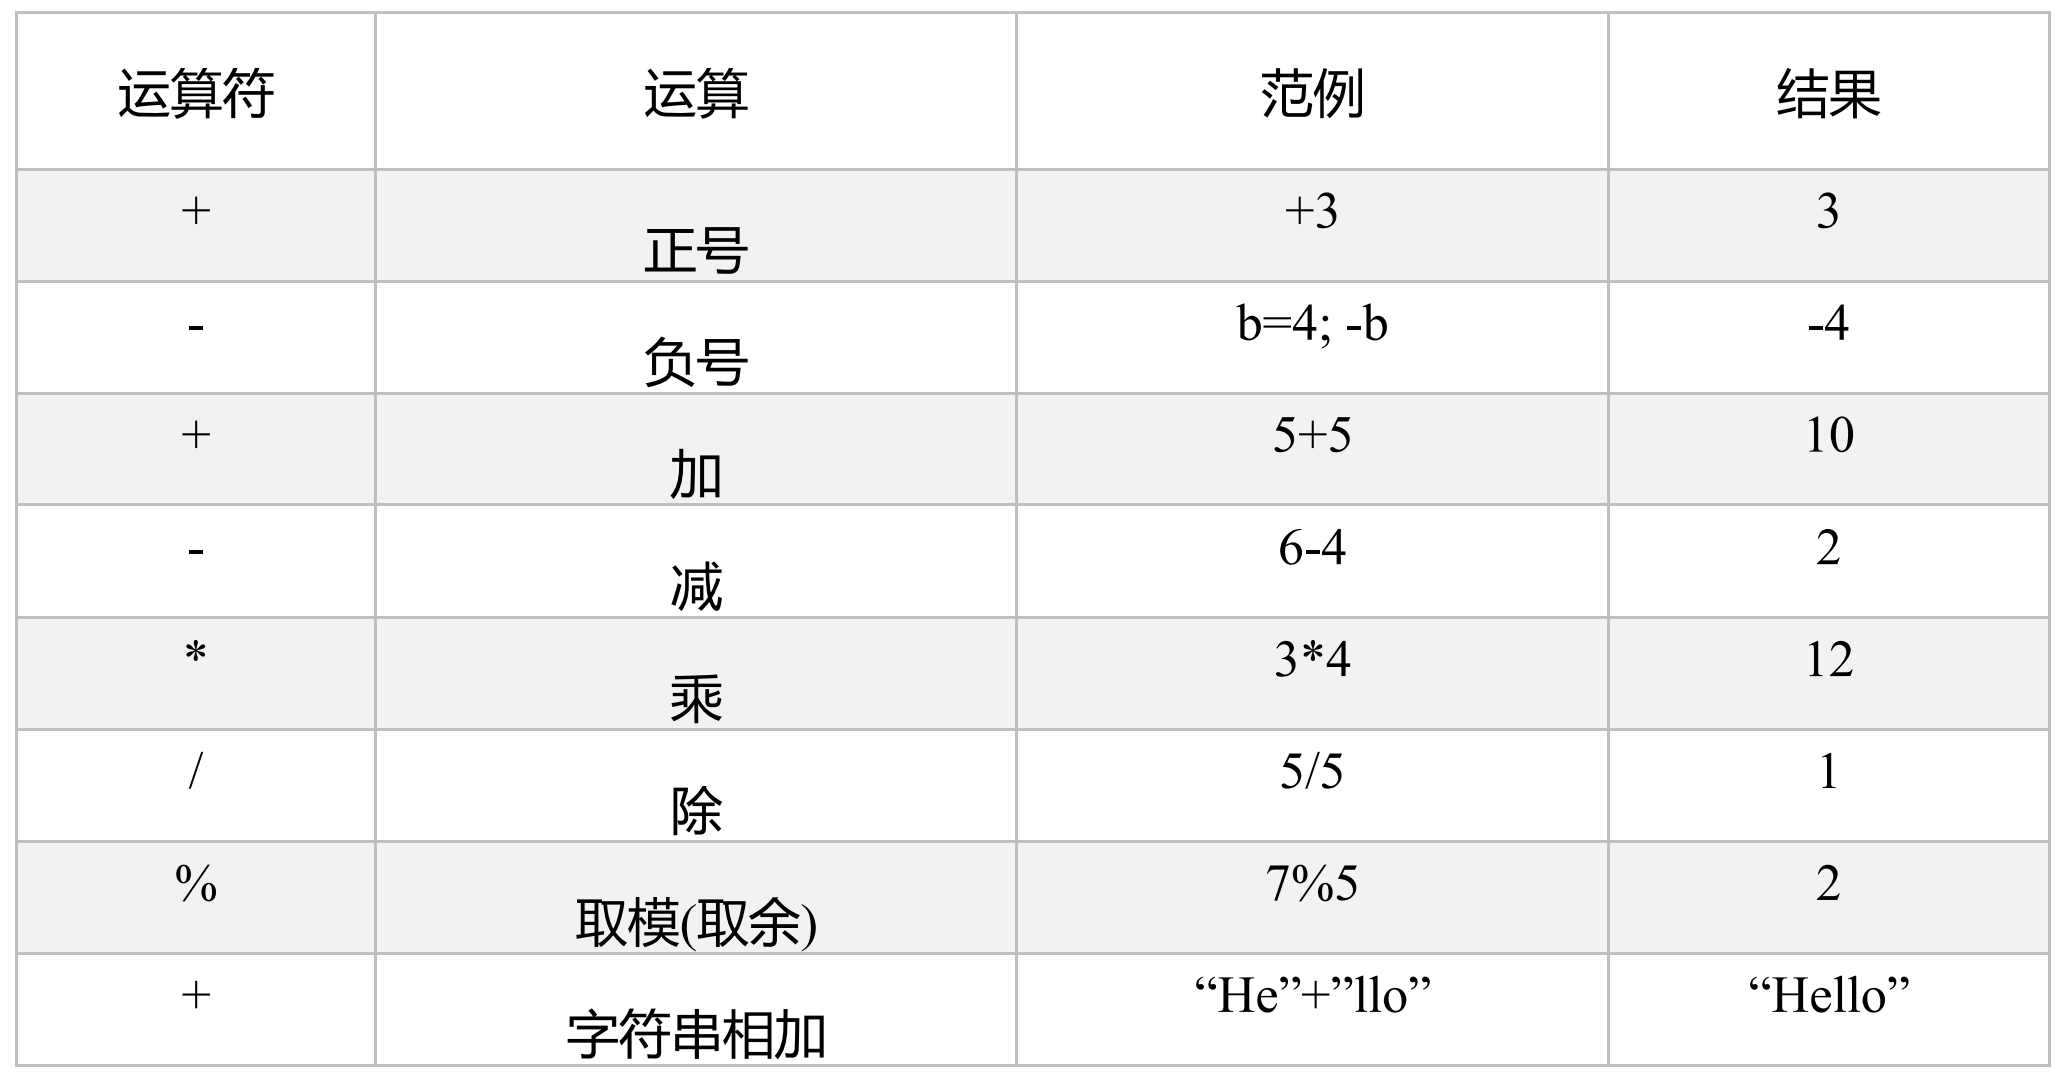 运算符 运算 范例 结果
+ 正号 +3 3
- 负号 b=4; -b -4
+ 加 5+5 10
- 减 6-4 2
* 乘 3*4 12
/ 除 5/5 1
% 取模(取余) 7%5 2
+ 字符串相加 “He”+”llo” “Hello”